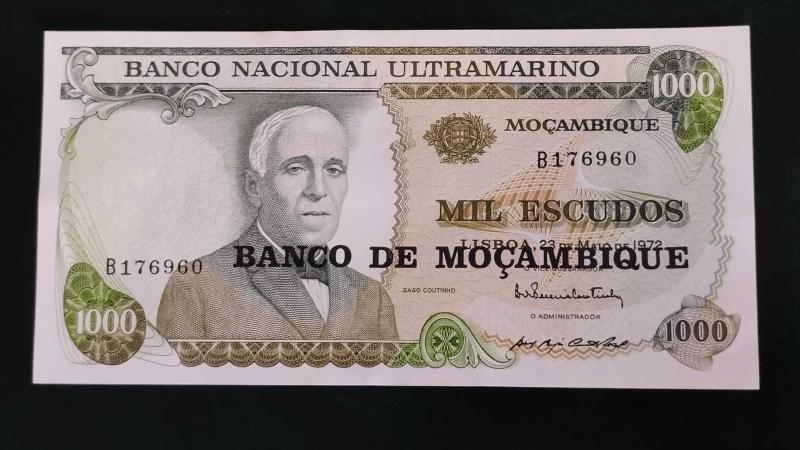 BANCO NACIONAL ULTRAMARINO
1000
MOÇAMBIQUE
B176960
MIL ESCUDOS
LISBOA, 23 DE MAIO DE 1972
B176960
BANCO DE MOÇAMBIQUE
O VICE-GOVERNADOR
GAGO COUTINHO
O ADMINISTRADOR
1000
1000